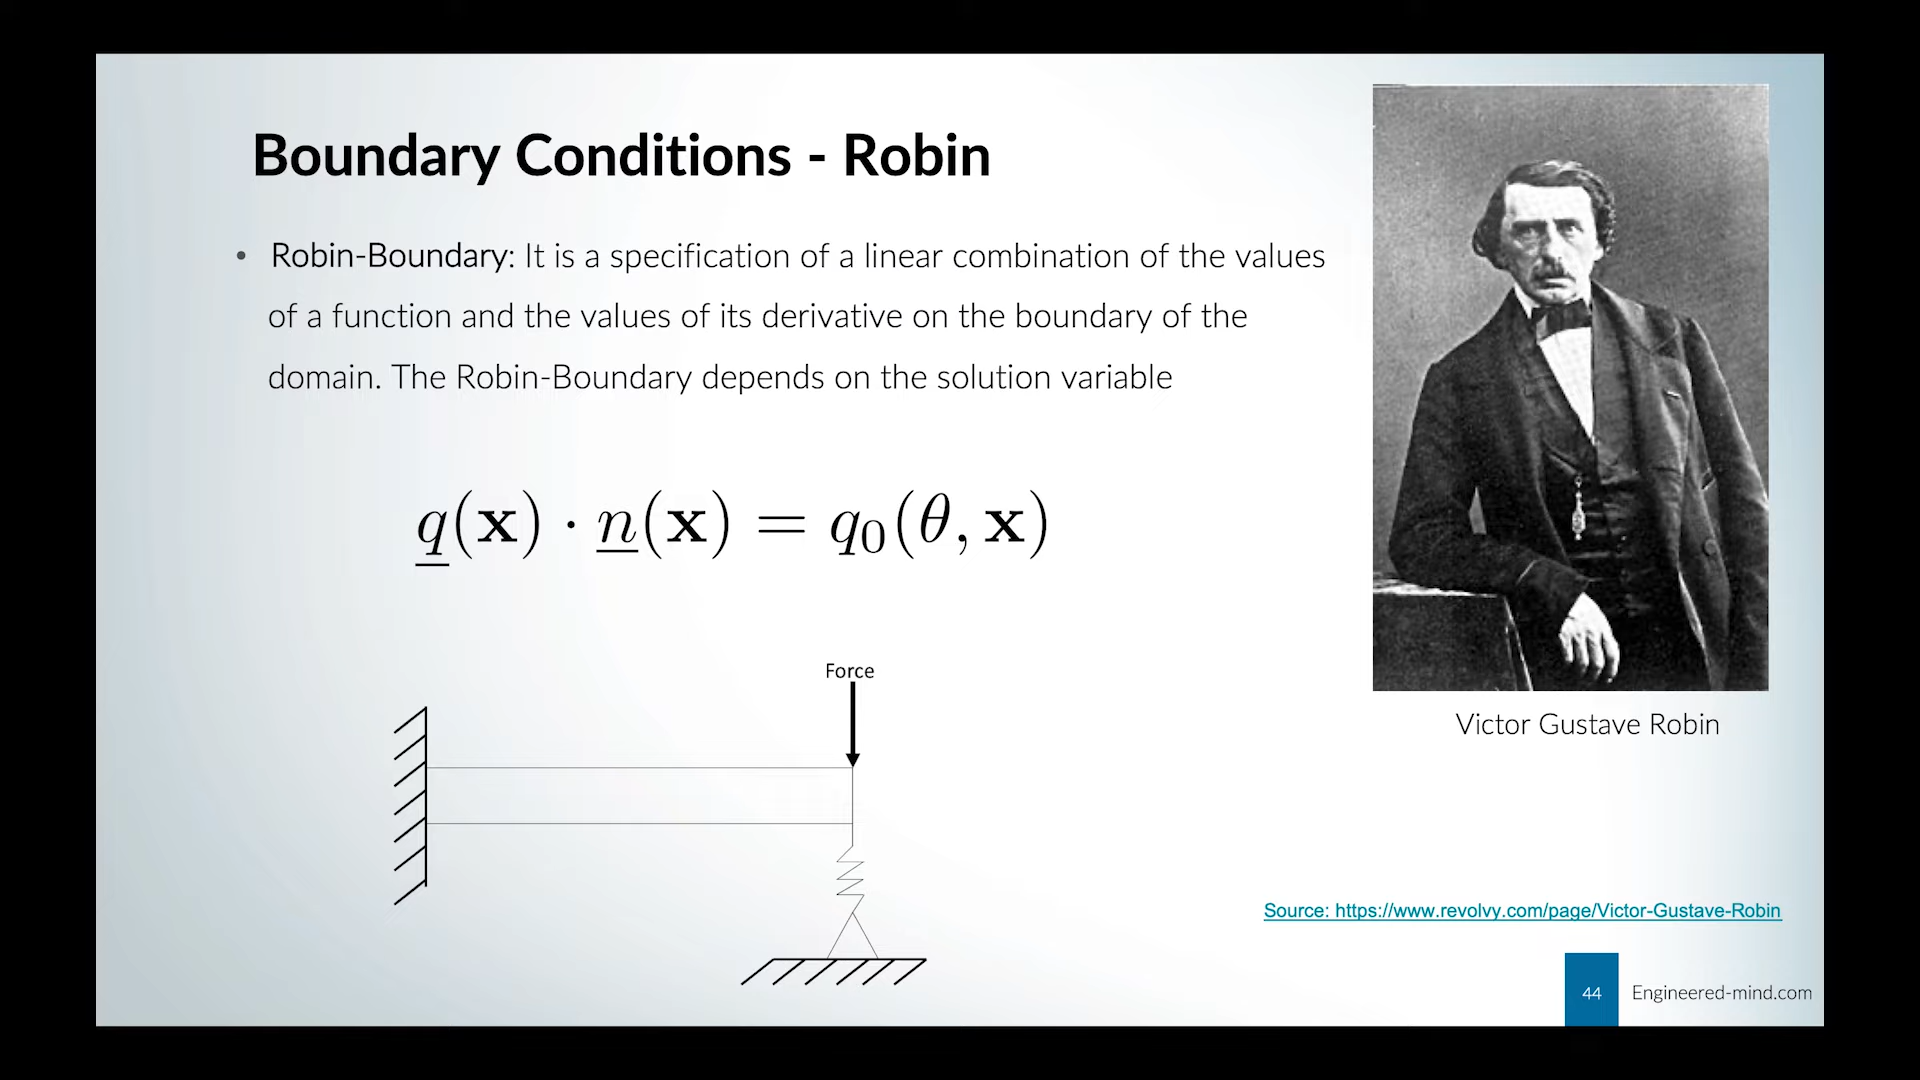 Boundary Conditions - Robin
• Robin-Boundary: It is a specification of a linear combination of the values
of a function and the values of its derivative on the boundary of the
domain. The Robin-Boundary depends on the solution variable
q(x) · n(x) = q₀(θ, x)
Force
Victor Gustave Robin
Source: https://www.revolvy.com/page/Victor-Gustave-Robin
44 Engineered-mind.com